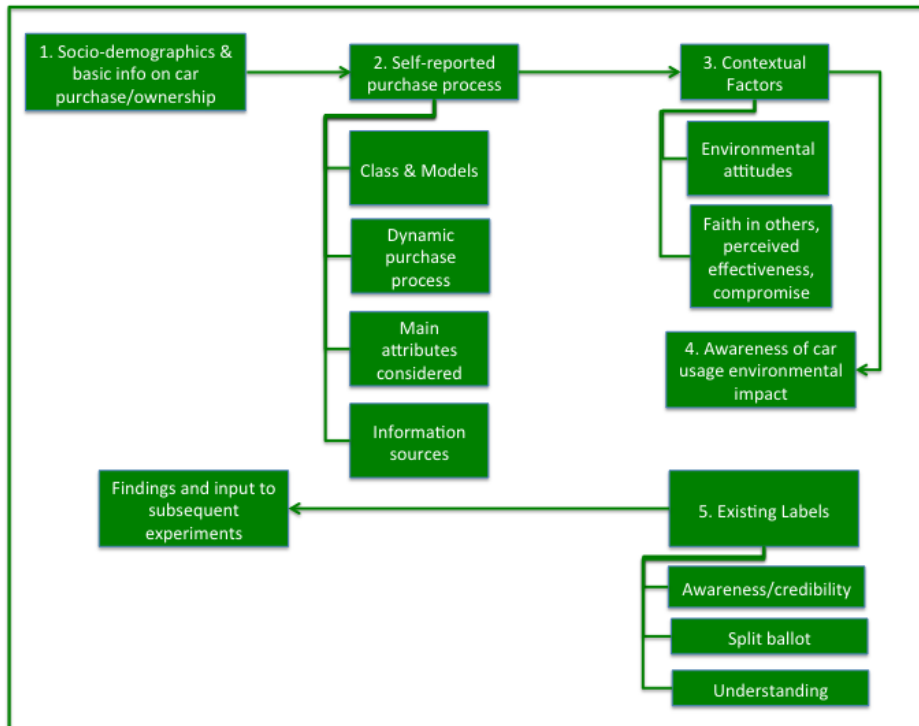 1. Socio-demographics &
basic info on car
purchase/ownership
2. Self-reported
purchase process
3. Contextual
Factors
Class & Models
Dynamic
purchase
process
Main
attributes
considered
Information
sources
Environmental
attitudes
Faith in others,
perceived
effectiveness,
compromise
4. Awareness of car
usage environmental
impact
5. Existing Labels
Awareness/credibility
Split ballot
Understanding
Findings and input to
subsequent
experiments